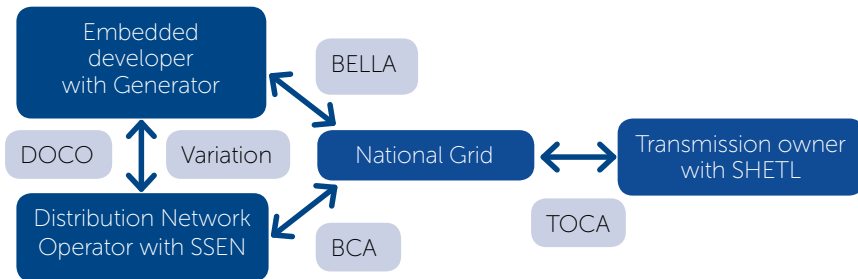 Embedded
developer
with Generator
BELLA
DOCO
Variation
National Grid
Transmission owner
with SHETL
Distribution Network
Operator with SSEN
BCA
TOCA